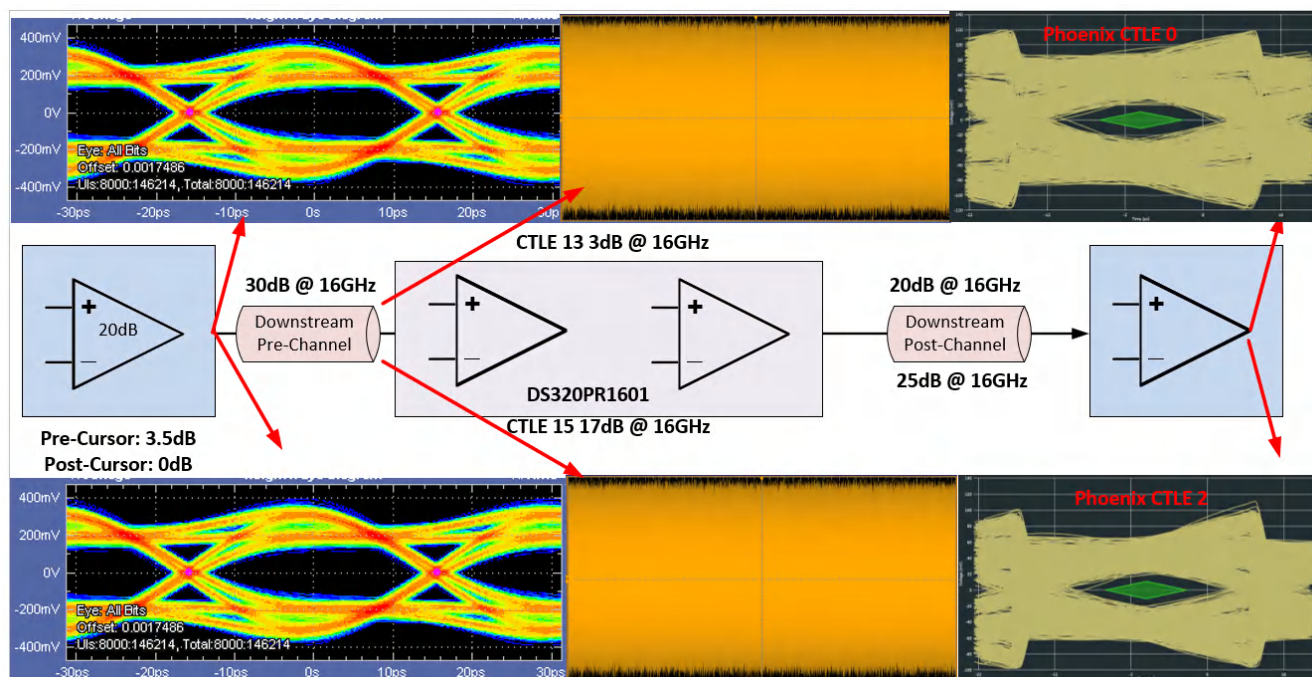 400mV
200mV
0V
-200mV
-400mV
Eye: All Bits
Offset: 0.0017486
UIs:8000:146214, Total:8000:146214
-30ps
-20ps
-10ps
0s
10ps
20ps
Phoenix CTLE 0
CTLE 13 3dB @ 16GHz
30dB @ 16GHz
20dB @ 16GHz
+
20dB
Downstream
Pre-Channel
+
+
Downstream
Post-Channel
+
DS320PR1601
25dB @ 16GHz
CTLE 15 17dB @ 16GHz
Pre-Cursor: 3.5dB
Post-Cursor: 0dB
400mV
200mV
0V
-200mV
-400mV
Eye: All Bits
Offset: 0.0017486
UIs:8000:146214, Total:8000:146214
-30ps
-20ps
-10ps
0s
10ps
20ps
30ps
Phoenix CTLE 2